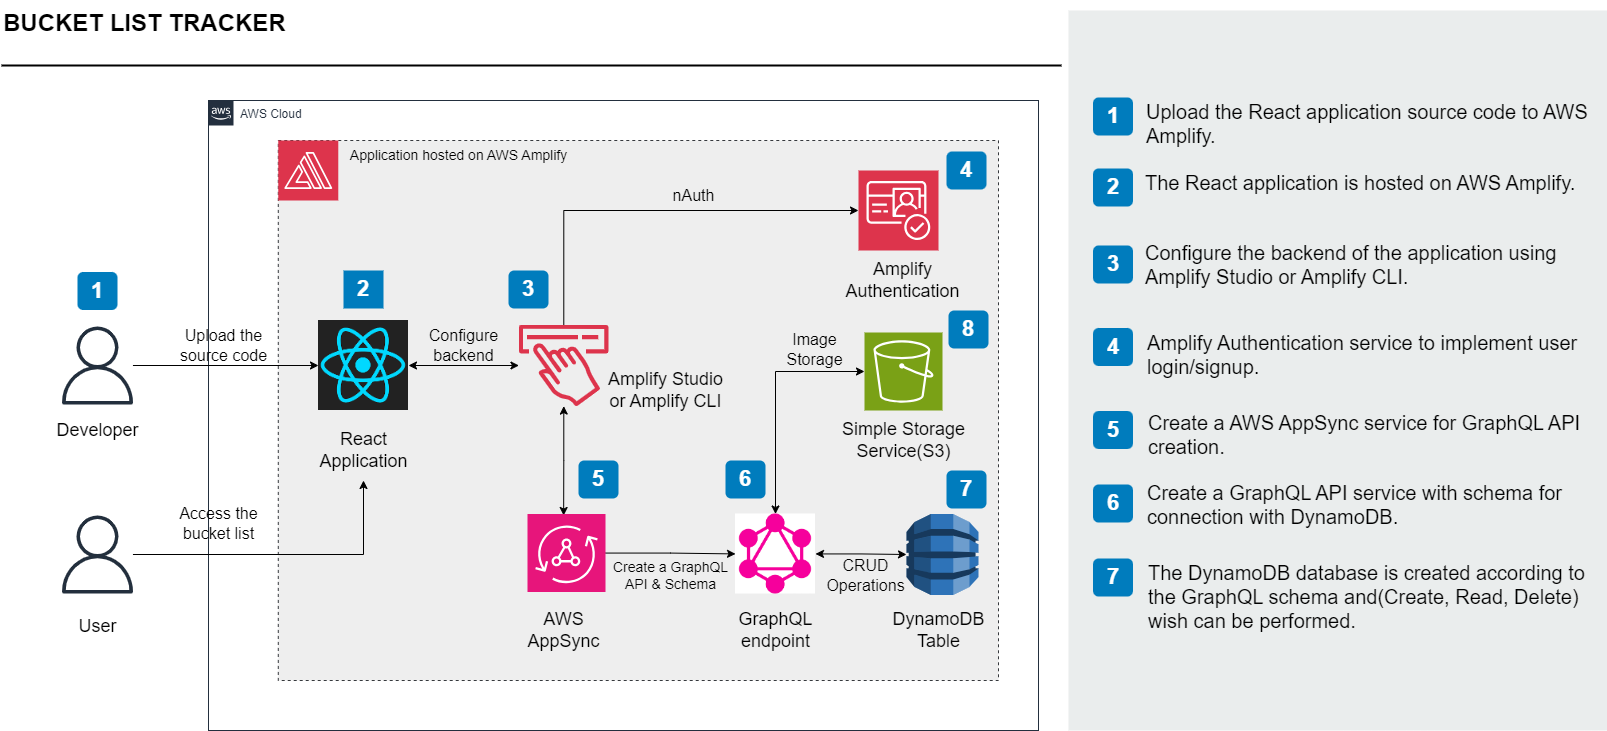 BUCKET LIST TRACKER
aws
AWS Cloud
Application hosted on AWS Amplify
4
nAuth
Amplify
Authentication
1
2
3
8
Upload the
source code
Configure
backend
Image
Storage
Developer
React
Application
Amplify Studio
or Amplify CLI
Simple Storage
Service(S3)
5
6
7
Access the
bucket list
Create a GraphQL
API & Schema
CRUD
Operations
User
AWS
AppSync
GraphQL
endpoint
DynamoDB
Table
1
Upload the React application source code to AWS
Amplify.
2
The React application is hosted on AWS Amplify.
3
Configure the backend of the application using
Amplify Studio or Amplify CLI.
4
Amplify Authentication service to implement user
login/signup.
5
Create a AWS AppSync service for GraphQL API
creation.
6
Create a GraphQL API service with schema for
connection with DynamoDB.
7
The DynamoDB database is created according to
the GraphQL schema and(Create, Read, Delete)
wish can be performed.